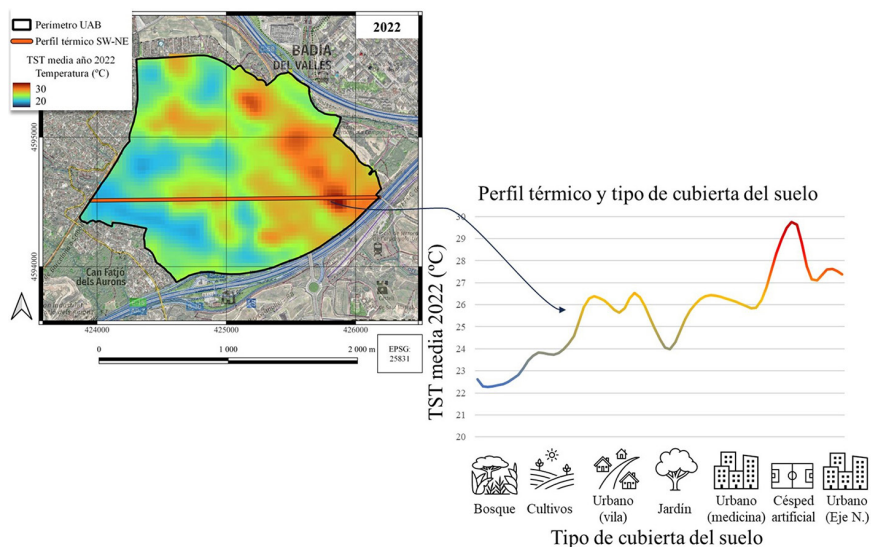 Perimetro UAB
Perfil térmico SW-NE
TST media año 2022
Temperatura (ºC)
30
20
2022
BADIA
DEL VALLÈS
4595000
4594000
Can Fatjó
dels Aurons
424000
425000
426000
0
1 000
2 000 m
EPSG:
25831
Perfil térmico y tipo de cubierta del suelo
TST media 2022 (ºC)
30
29
28
27
26
25
24
23
22
21
20
Bosque
Cultivos
Urbano
(vila)
Jardín
Urbano
(medicina)
Césped
artificial
Urbano
(Eje N.)
Tipo de cubierta del suelo